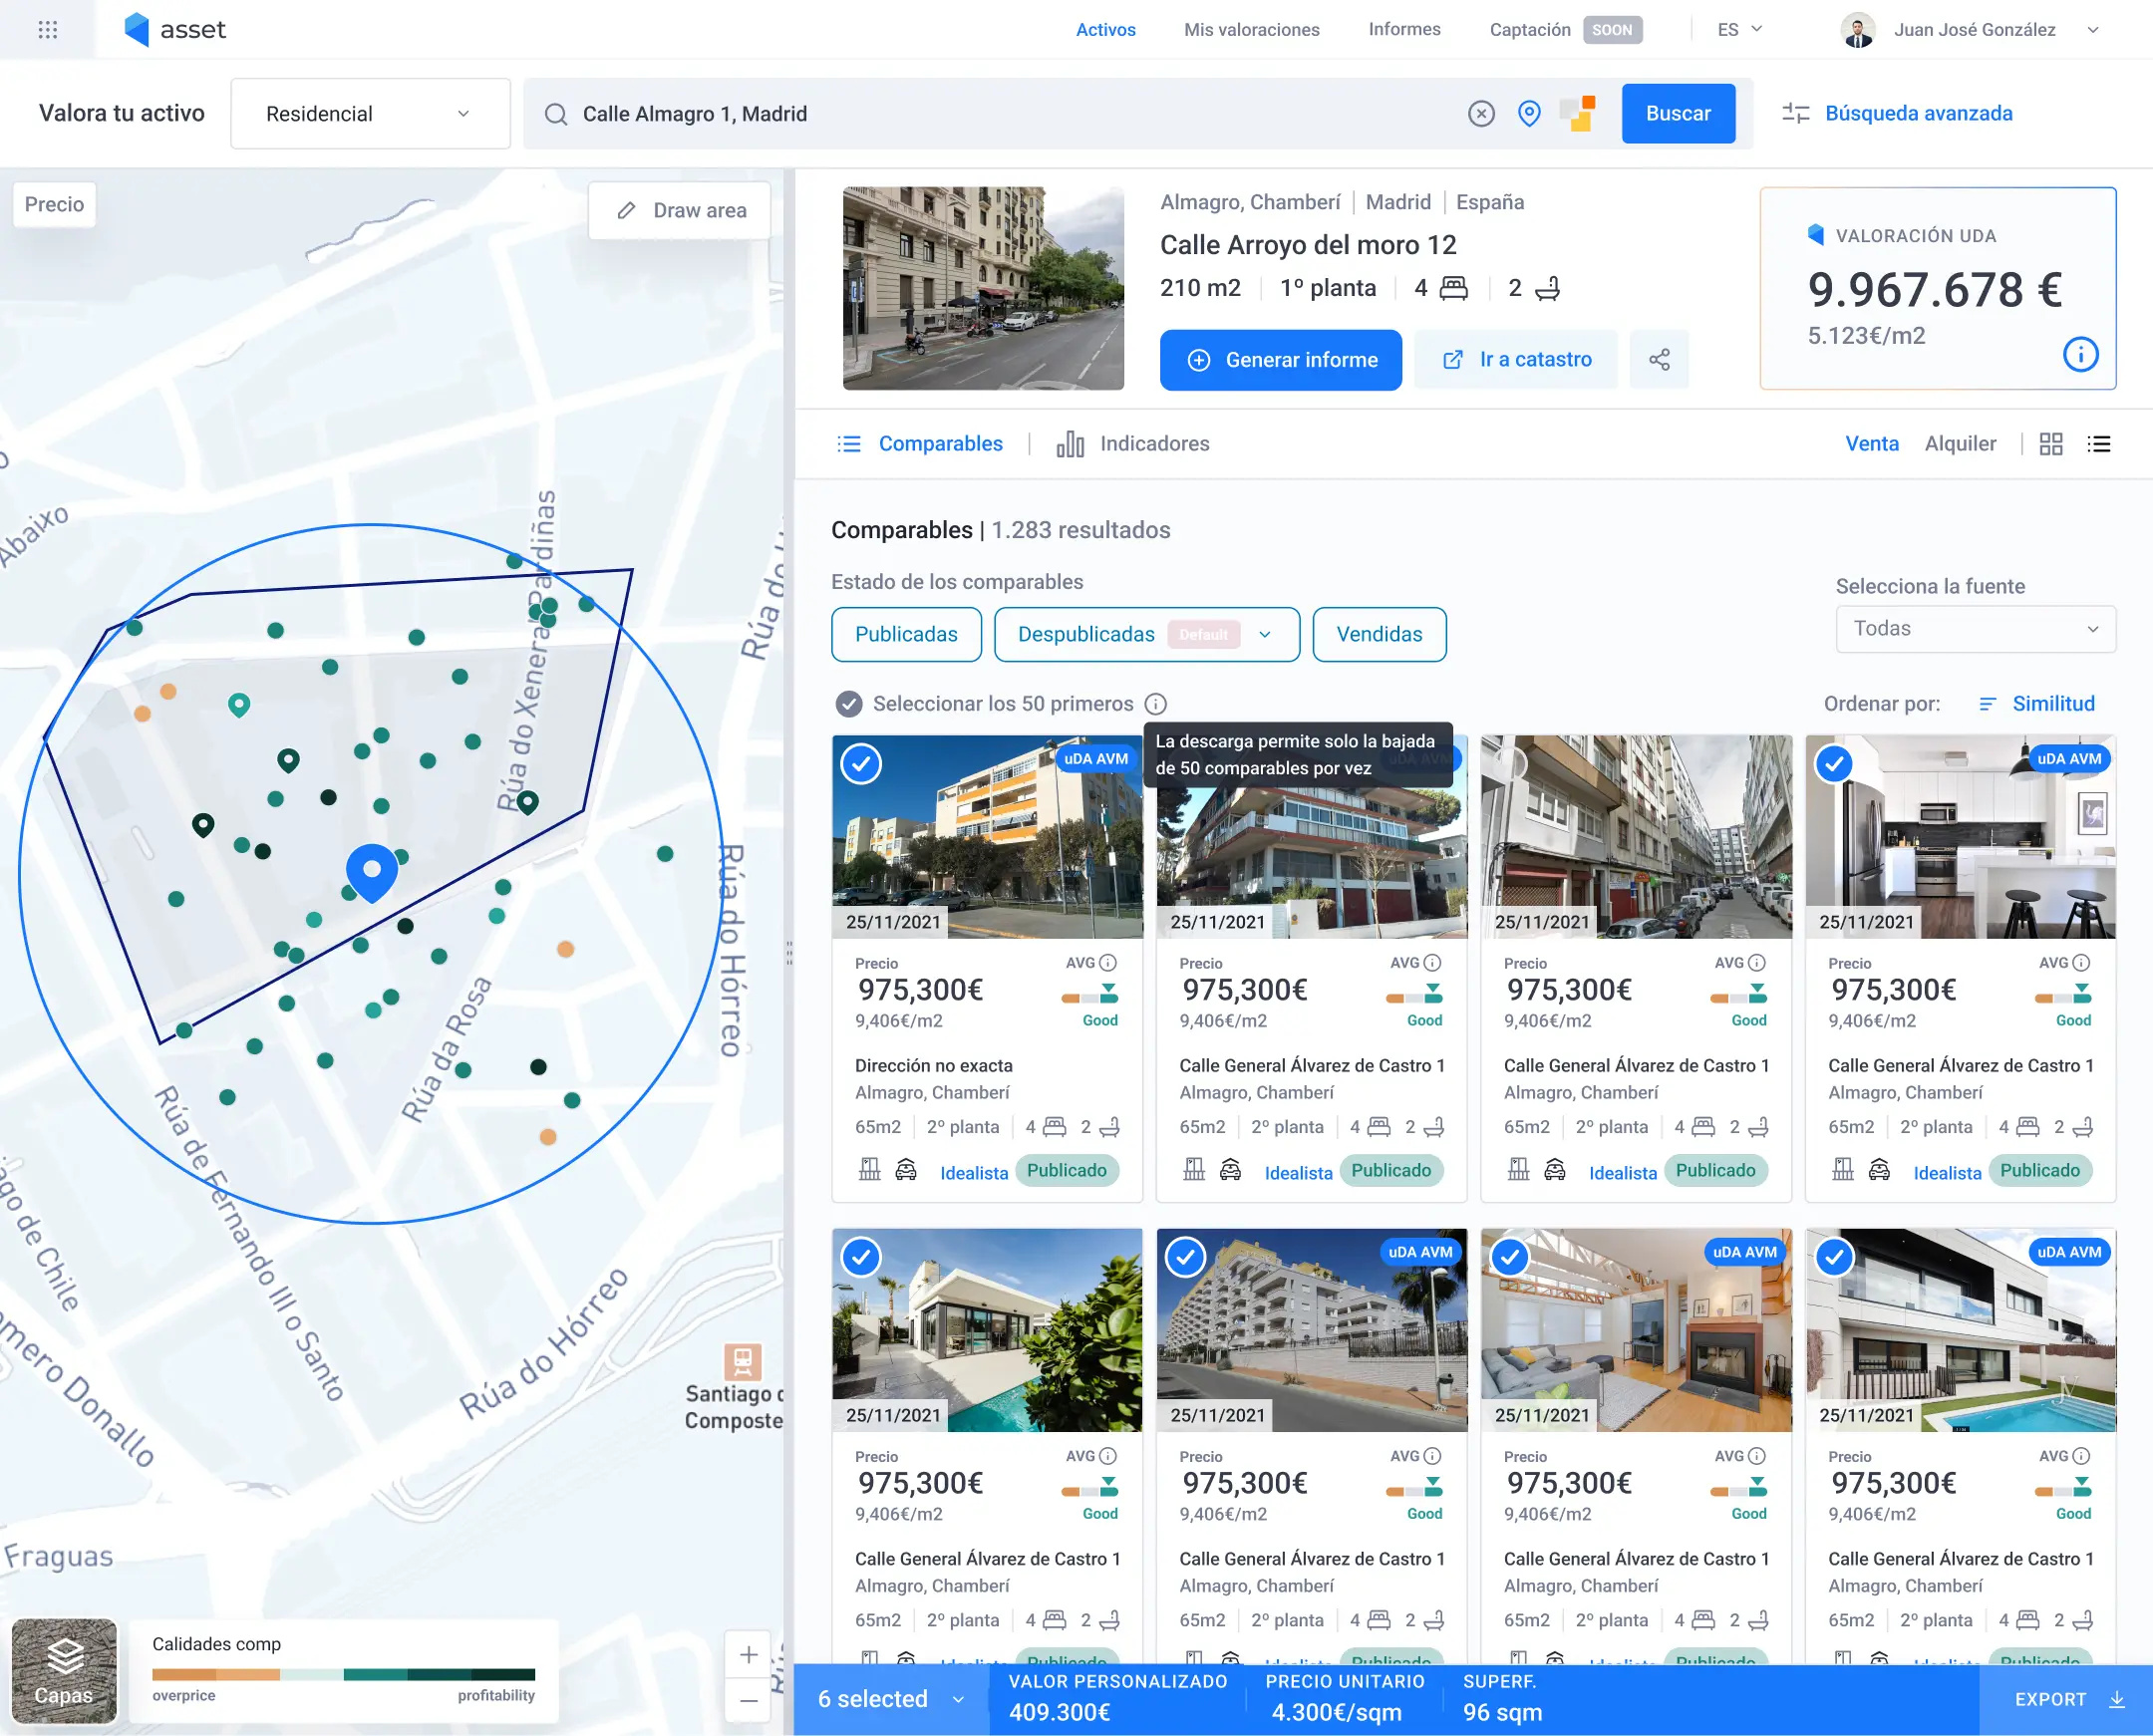 asset
Activos
Mis valoraciones
Informes
Captación
SOON
ES
Juan José González
Valora tu activo
Residencial
Calle Almagro 1, Madrid
Buscar
Búsqueda avanzada
Precio
Draw area
Abaixo
Rúa do Xeneral Pardiñas
Rúa do Hórreo
Rúa da Rosa
Rúa de Fernando III o Santo
Rúa do Hórreo
Fraguas
Almagro, Chamberí
Madrid
España
Calle Arroyo del moro 12
210 m2
1º planta
4
2
Generar informe
Ir a catastro
VALORACIÓN UDA
9.967.678 €
5.123€/m2
Comparables
Indicadores
Venta
Alquiler
Comparables | 1.283 resultados
Estado de los comparables
Publicadas
Despublicadas
Default
Vendidas
Selecciona la fuente
Todas
Seleccionar los 50 primeros
Ordenar por:
Similitud
La descarga permite solo la bajada
de 50 comparables por vez
uDA AVM
25/11/2021
Precio
AVG
975,300€
9,406€/m2
Good
Dirección no exacta
Almagro, Chamberí
65m2
2º planta
4
2
Idealista
Publicado
uDA AVM
25/11/2021
Precio
AVG
975,300€
9,406€/m2
Good
Calle General Álvarez de Castro 1
Almagro, Chamberí
65m2
2º planta
4
2
Idealista
Publicado
25/11/2021
Precio
AVG
975,300€
9,406€/m2
Good
Calle General Álvarez de Castro 1
Almagro, Chamberí
65m2
2º planta
4
2
Idealista
Publicado
uDA AVM
25/11/2021
Precio
AVG
975,300€
9,406€/m2
Good
Calle General Álvarez de Castro 1
Almagro, Chamberí
65m2
2º planta
4
2
Idealista
Publicado
25/11/2021
Precio
AVG
975,300€
9,406€/m2
Good
Calle General Álvarez de Castro 1
Almagro, Chamberí
65m2
2º planta
4
2
Idealista
Publicado
uDA AVM
25/11/2021
Precio
AVG
975,300€
9,406€/m2
Good
Calle General Álvarez de Castro 1
Almagro, Chamberí
65m2
2º planta
4
2
Idealista
Publicado
uDA AVM
25/11/2021
Precio
AVG
975,300€
9,406€/m2
Good
Calle General Álvarez de Castro 1
Almagro, Chamberí
65m2
2º planta
4
2
Idealista
Publicado
uDA AVM
25/11/2021
Precio
AVG
975,300€
9,406€/m2
Good
Calle General Álvarez de Castro 1
Almagro, Chamberí
65m2
2º planta
4
2
Idealista
Publicado
Santiago
Capas
Calidades comp
overprice
profitability
6 selected
VALOR PERSONALIZADO
409.300€
PRECIO UNITARIO
4.300€/sqm
SUPERF.
96 sqm
EXPORT